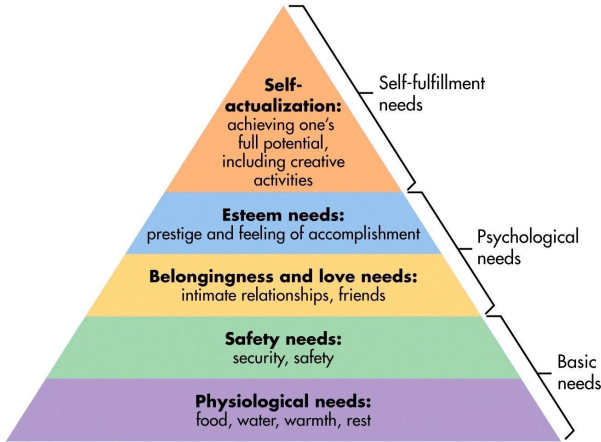 Self-
actualization:
achieving one's
full potential,
including creative
activities
Self-fulfillment
needs
Esteem needs:
prestige and feeling of accomplishment
Psychological
needs
Belongingness and love needs:
intimate relationships, friends
Safety needs:
security, safety
Basic
needs
Physiological needs:
food, water, warmth, rest